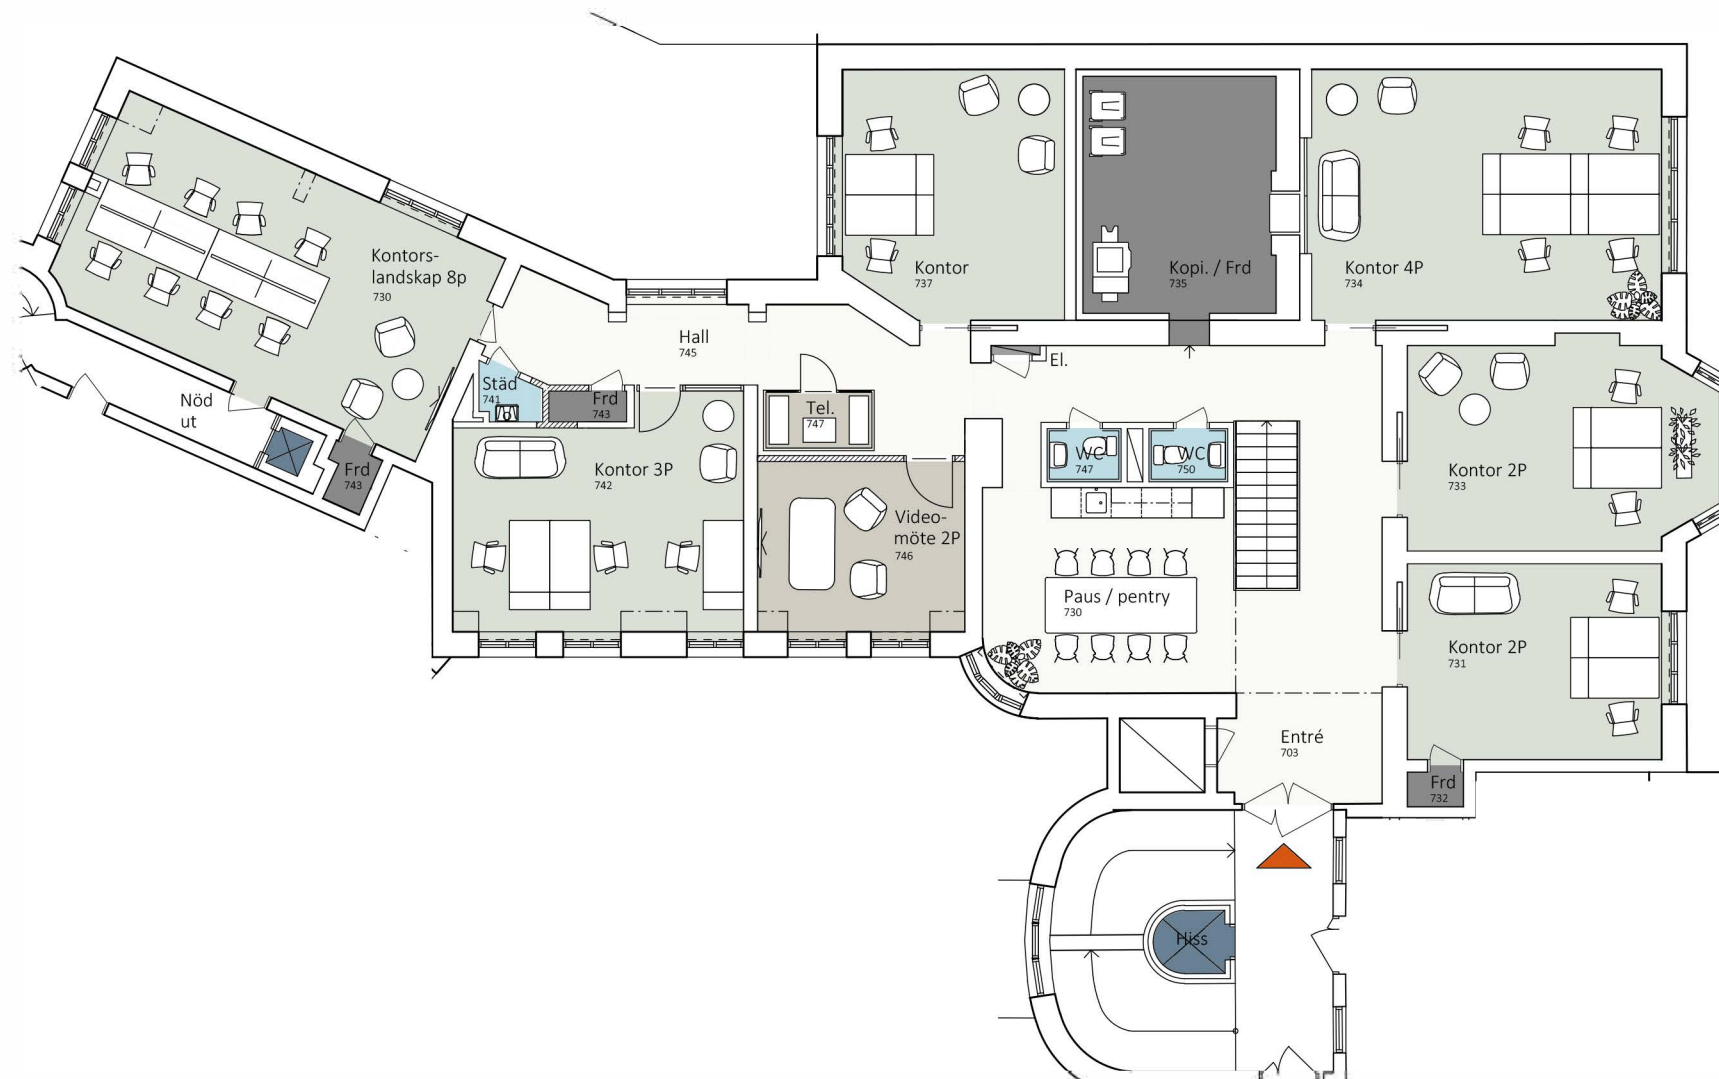 Kontors-
landskap 8p
730
Kontor
737
Kopi. / Frd
735
Kontor 4P
734
Hall
745
El.
Städ
741
Frd
743
Tel.
747
Nöd
ut
Frd
743
Kontor 3P
742
Video-
möte 2P
746
WC
747
WC
750
Kontor 2P
733
Paus / pentry
730
Kontor 2P
731
Entré
703
Frd
732
Hiss